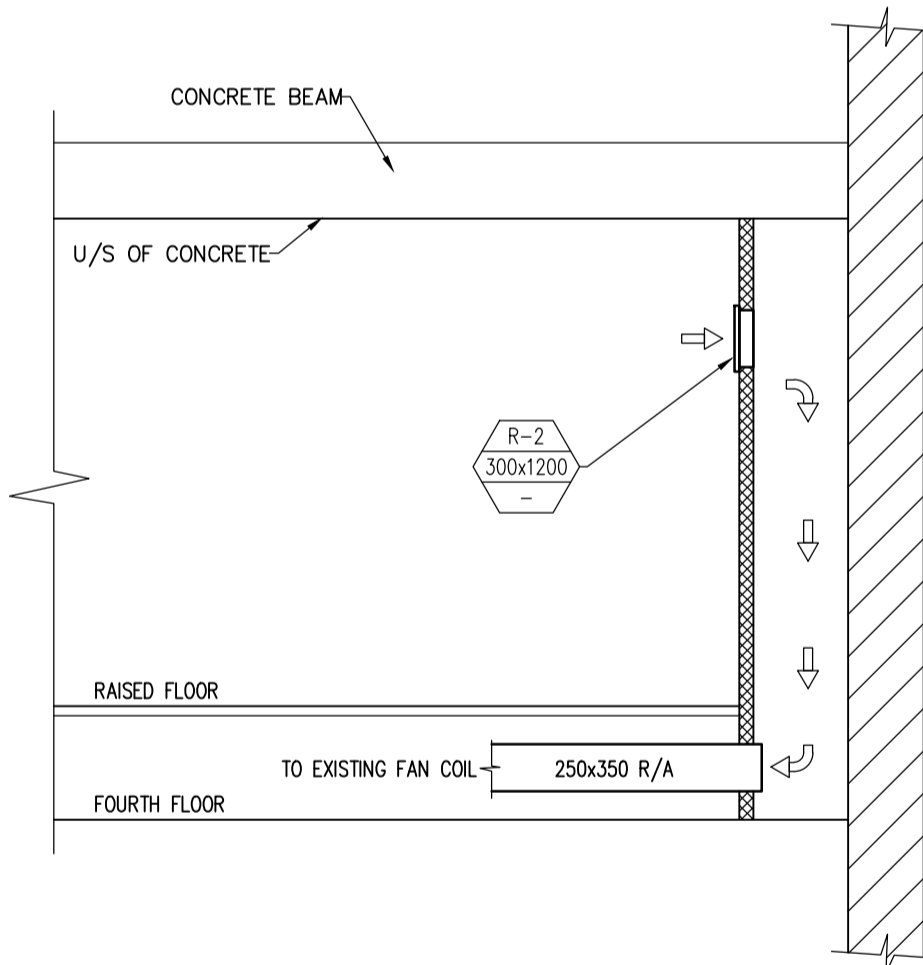 CONCRETE BEAM
U/S OF CONCRETE
R-2
300x1200
-
RAISED FLOOR
TO EXISTING FAN COIL
250x350 R/A
FOURTH FLOOR